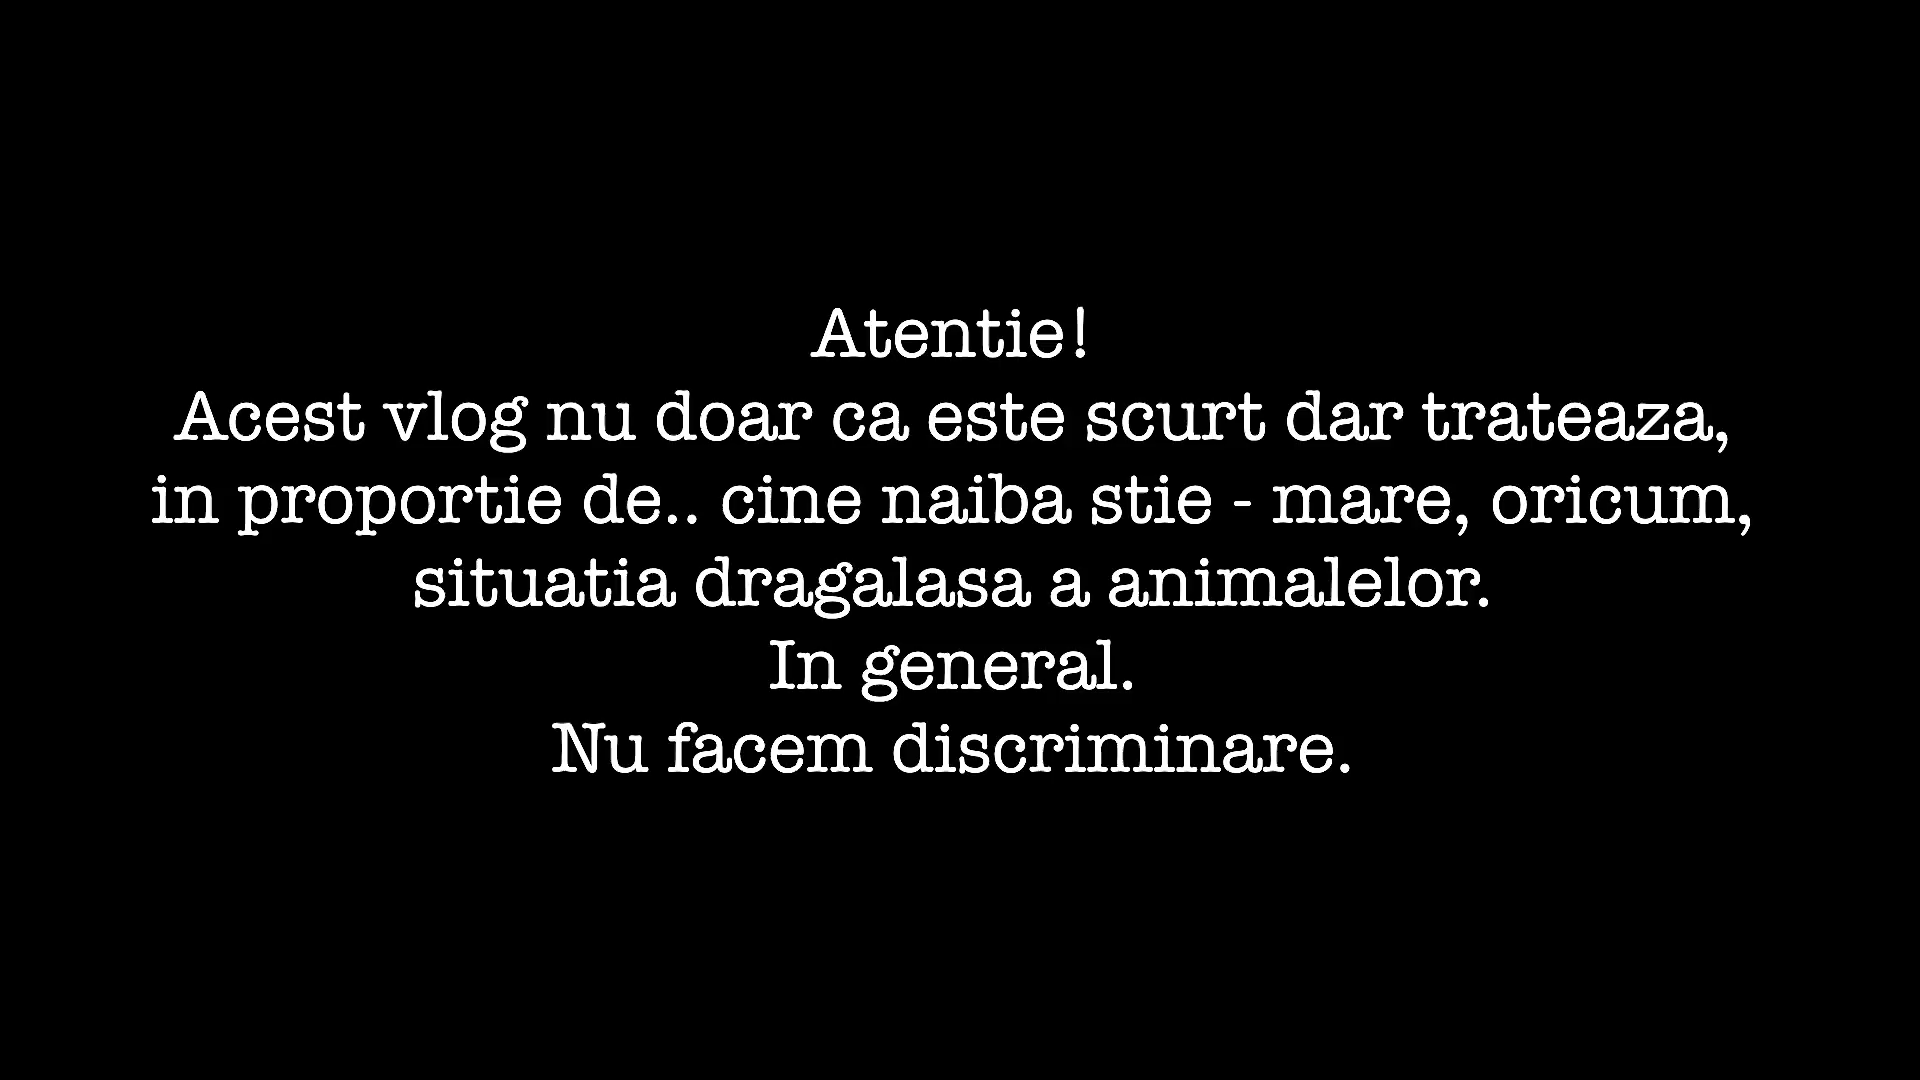 Atentie!
Acest vlog nu doar ca este scurt dar trateaza,
in proportie de.. cine naiba stie - mare, oricum,
situatia dragalasa a animalelor.
In general.
Nu facem discriminare.